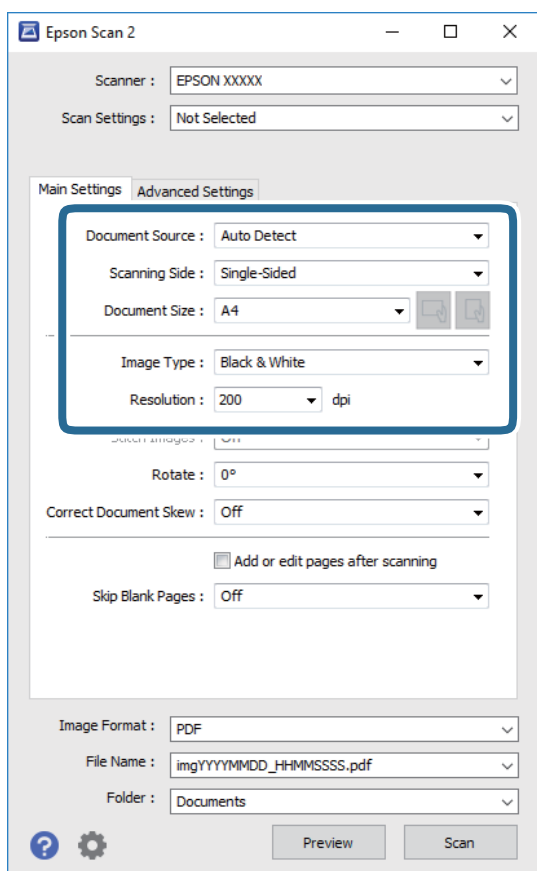 Epson Scan 2
Scanner : EPSON XXXXX
Scan Settings : Not Selected
Main Settings Advanced Settings
Document Source : Auto Detect
Scanning Side : Single-Sided
Document Size : A4
Image Type : Black & White
Resolution : 200 dpi
Stitch Images : Off
Rotate : 0°
Correct Document Skew : Off
Add or edit pages after scanning
Skip Blank Pages : Off
Image Format : PDF
File Name : imgYYYYMMDD_HHMMSSSS.pdf
Folder : Documents
? Preview Scan